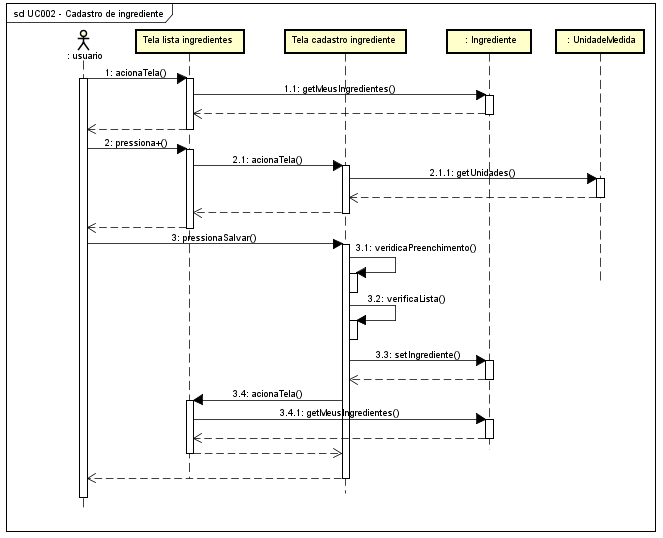 sd UC002 - Cadastro de ingrediente
: usuario
Tela lista ingredientes
Tela cadastro ingrediente
: Ingrediente
: UnidadeMedida
1: acionaTela()
1.1: getMeusIngredientes()
2: pressiona+()
2.1: acionaTela()
2.1.1: getUnidades()
3: pressionaSalvar()
3.1: veridicaPreenchimento()
3.2: verificaLista()
3.3: setIngrediente()
3.4: acionaTela()
3.4.1: getMeusIngredientes()